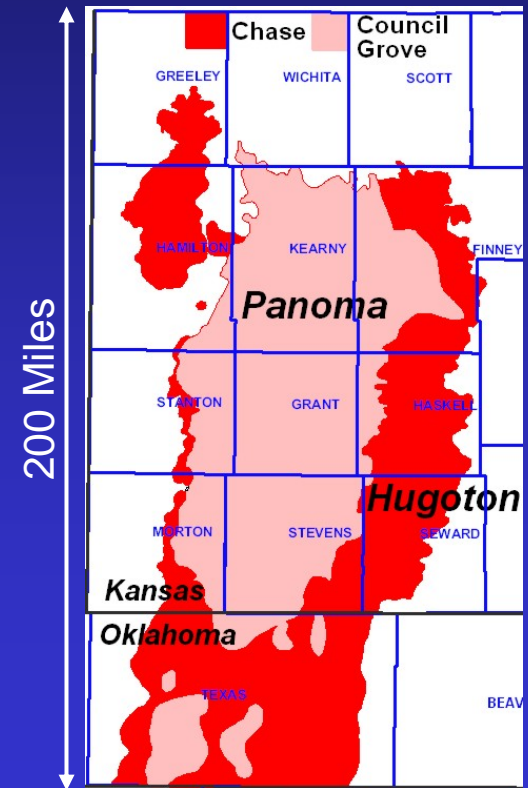 Chase
Council
Grove
GREELEY
WICHITA
SCOTT
HAMILTON
KEARNY
FINNEY
Panoma
200 Miles
STANTON
GRANT
HASKELL
Hugoton
MORTON
STEVENS
SEWARD
Kansas
Oklahoma
TEXAS
BEAV